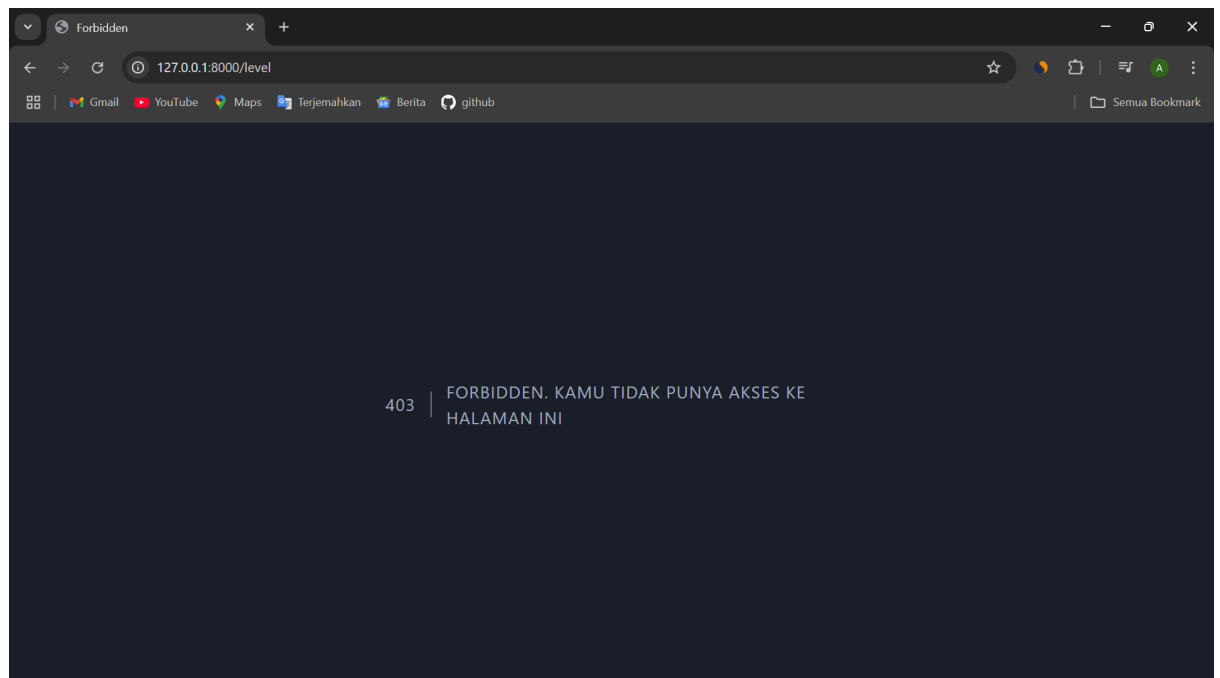 Forbidden
127.0.0.1:8000/level
A
Gmail YouTube Maps Terjemahkan Berita github Semua Bookmark
403 FORBIDDEN. KAMU TIDAK PUNYA AKSES KE
HALAMAN INI